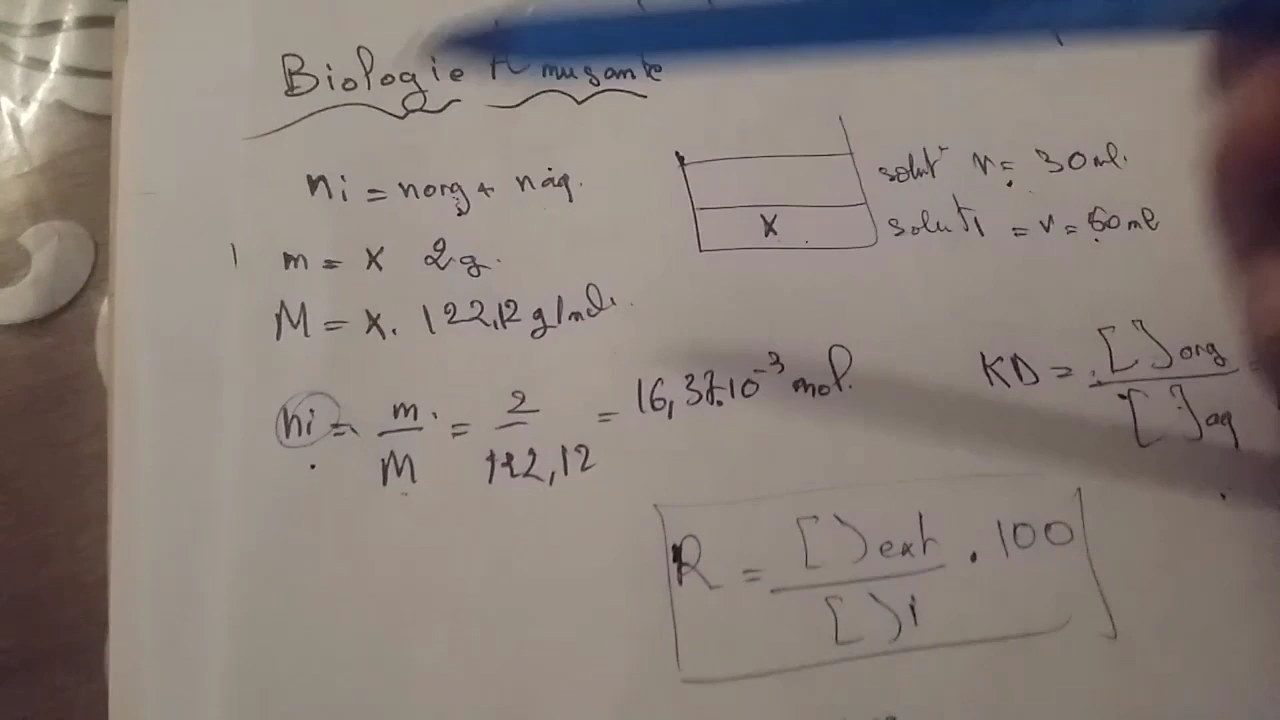 Biologie Amusante
ni = norg + naq.
solut° v = 30 ml.
X
soluti = v = 60 ml
m = X 2g.
M = X. 122,12 g/mol.
ni = m/M = 2/122,12 = 16,37.10⁻³ mol.
KD = [ ]org / [ ]aq =
R = [ ]ext / [ ]i . 100